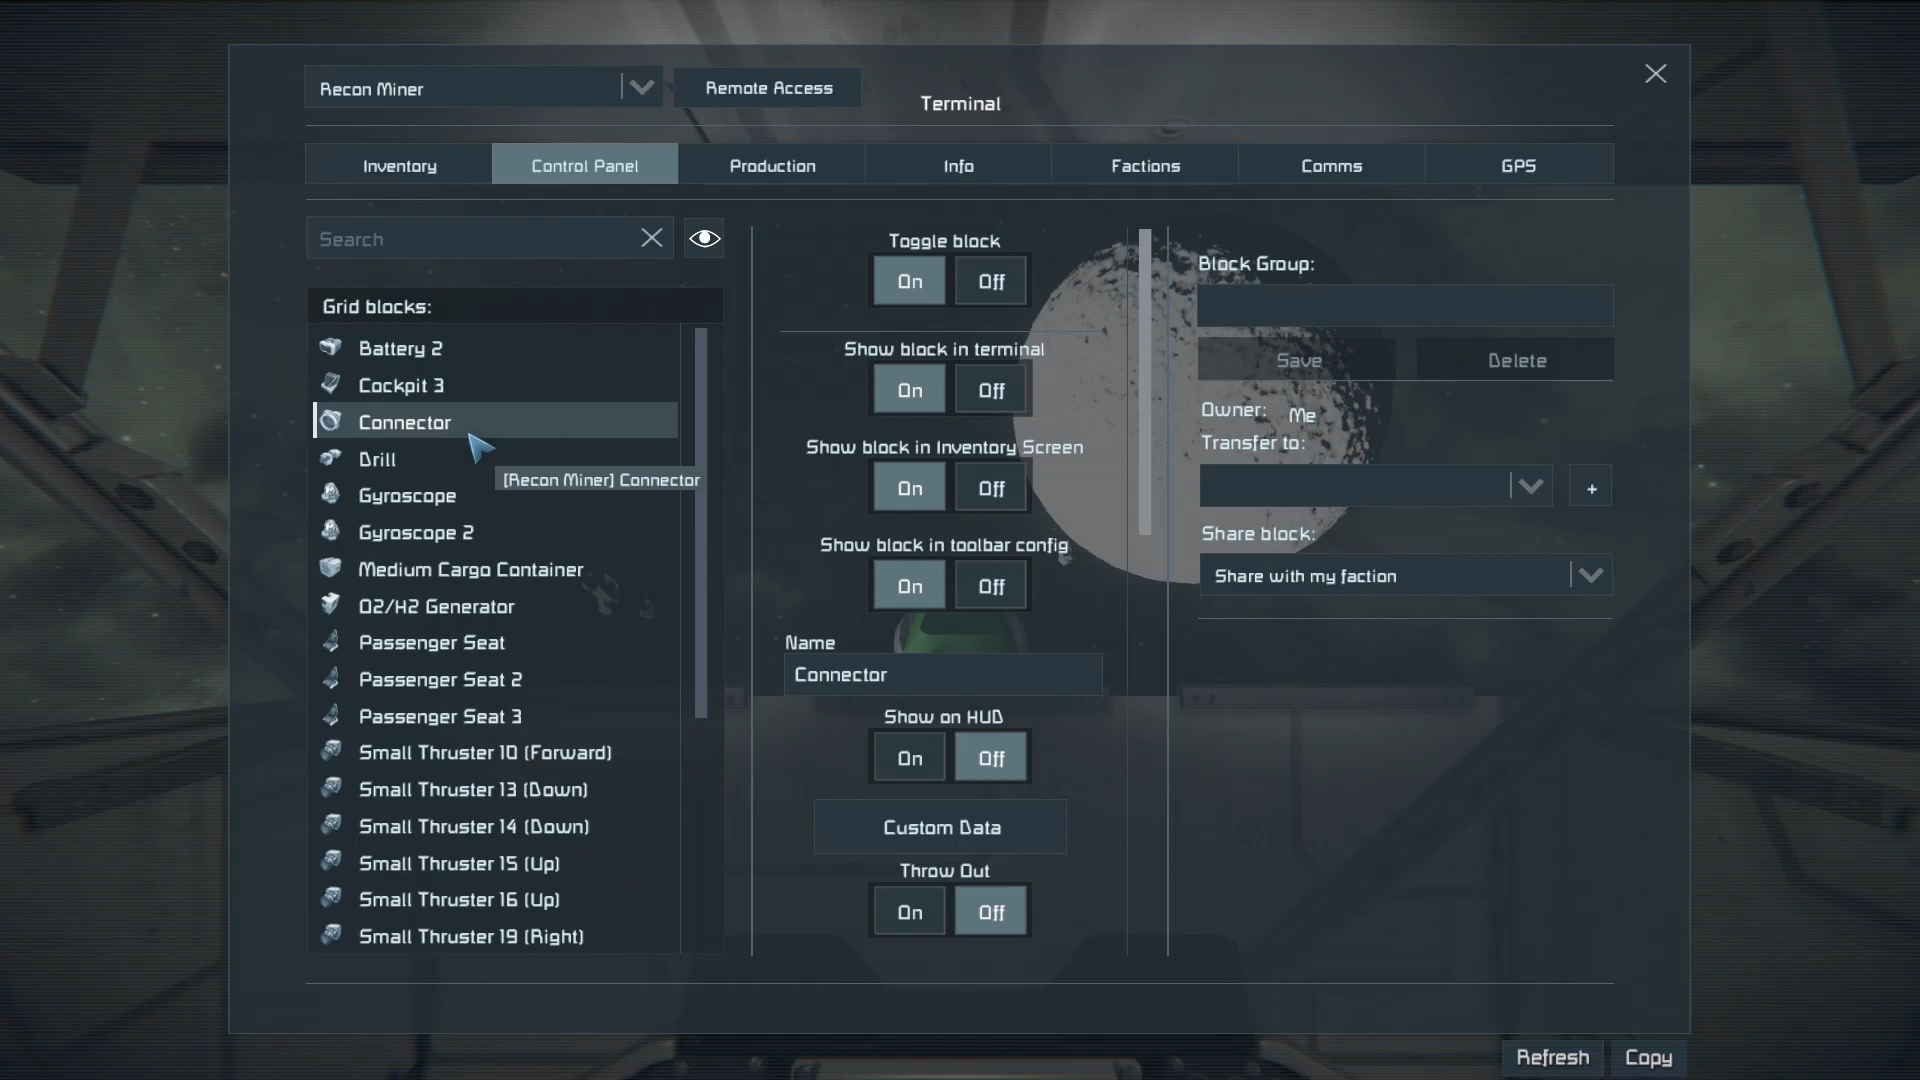 Recon Miner
Remote Access
Terminal
Inventory
Control Panel
Production
Info
Factions
Comms
GPS
Search
Grid blocks:
Battery 2
Cockpit 3
Connector
Drill
[Recon Miner] Connector
Gyroscope
Gyroscope 2
Medium Cargo Container
O2/H2 Generator
Passenger Seat
Passenger Seat 2
Passenger Seat 3
Small Thruster 10 (Forward)
Small Thruster 13 (Down)
Small Thruster 14 (Down)
Small Thruster 15 (Up)
Small Thruster 16 (Up)
Small Thruster 19 (Right)
Toggle block
On Off
Show block in terminal
On Off
Show block in Inventory Screen
On Off
Show block in toolbar config
On Off
Name
Connector
Show on HUD
On Off
Custom Data
Throw Out
On Off
Block Group:
Save
Delete
Owner: Me
Transfer to:
+
Share block:
Share with my faction
Refresh
Copy